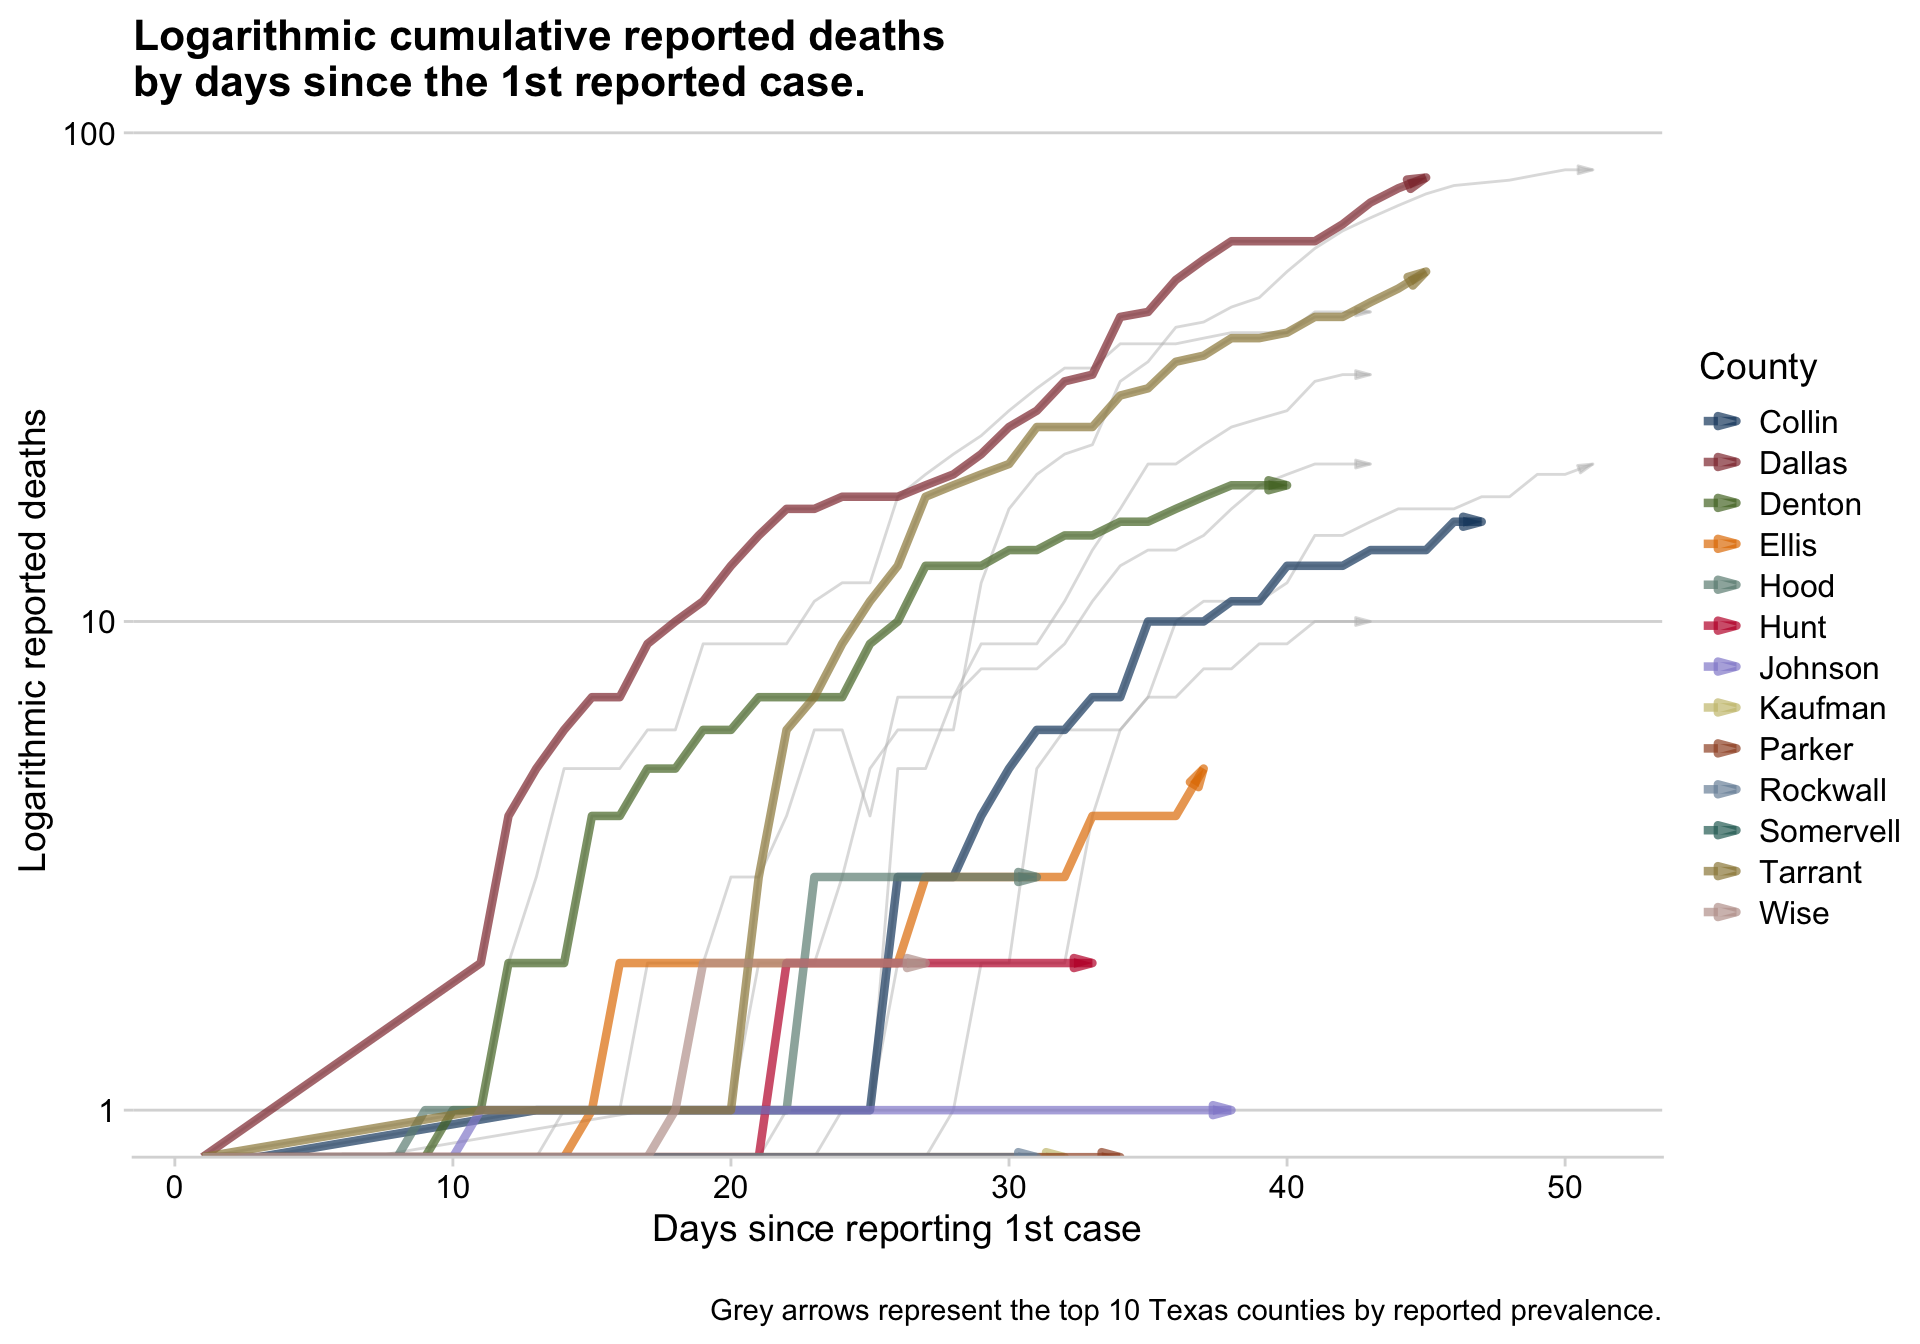 Logarithmic cumulative reported deaths
by days since the 1st reported case.
100
10
1
Logarithmic reported deaths
0 10 20 30 40 50
Days since reporting 1st case
County
Collin
Dallas
Denton
Ellis
Hood
Hunt
Johnson
Kaufman
Parker
Rockwall
Somervell
Tarrant
Wise
Grey arrows represent the top 10 Texas counties by reported prevalence.